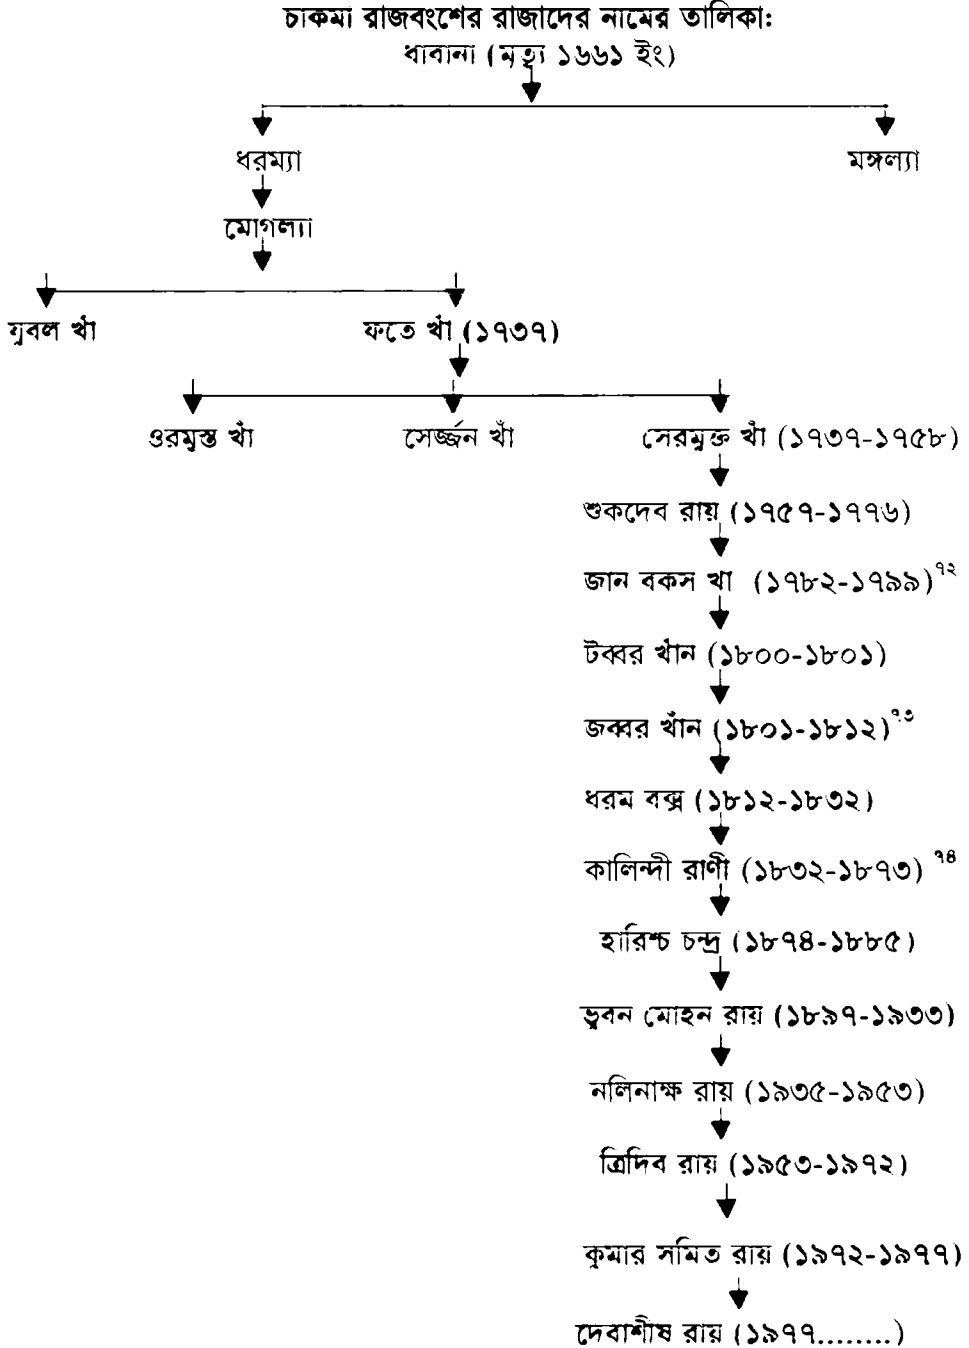 চাকমা রাজবংশের রাজাদের নামের তালিকা:
ধাবানা (মৃত্যু ১৬৬১ ইং)
ধরম্যা মঙ্গল্যা
মোগল্যা
যুবল খাঁ ফতে খাঁ (১৭৩৭)
ওরমুস্ত খাঁ সের্জ্জন খাঁ সেরমুক্ত খাঁ (১৭৩৭-১৭৫৮)
শুকদেব রায় (১৭৫৭-১৭৭৬)
জান বকস খা (১৭৮২-১৭৯৯)৭২
টব্বর খাঁন (১৮০০-১৮০১)
জব্বর খাঁন (১৮০১-১৮১২)৭৩
ধরম বক্স (১৮১২-১৮৩২)
কালিন্দী রাণী (১৮৩২-১৮৭৩) ৭৪
হারিশ্চ চন্দ্র (১৮৭৪-১৮৮৫)
ভুবন মোহন রায় (১৮৯৭-১৯৩৩)
নলিনাক্ষ রায় (১৯৩৫-১৯৫৩)
ত্রিদিব রায় (১৯৫৩-১৯৭২)
কুমার সমিত রায় (১৯৭২-১৯৭৭)
দেবাশীষ রায় (১৯৭৭........)